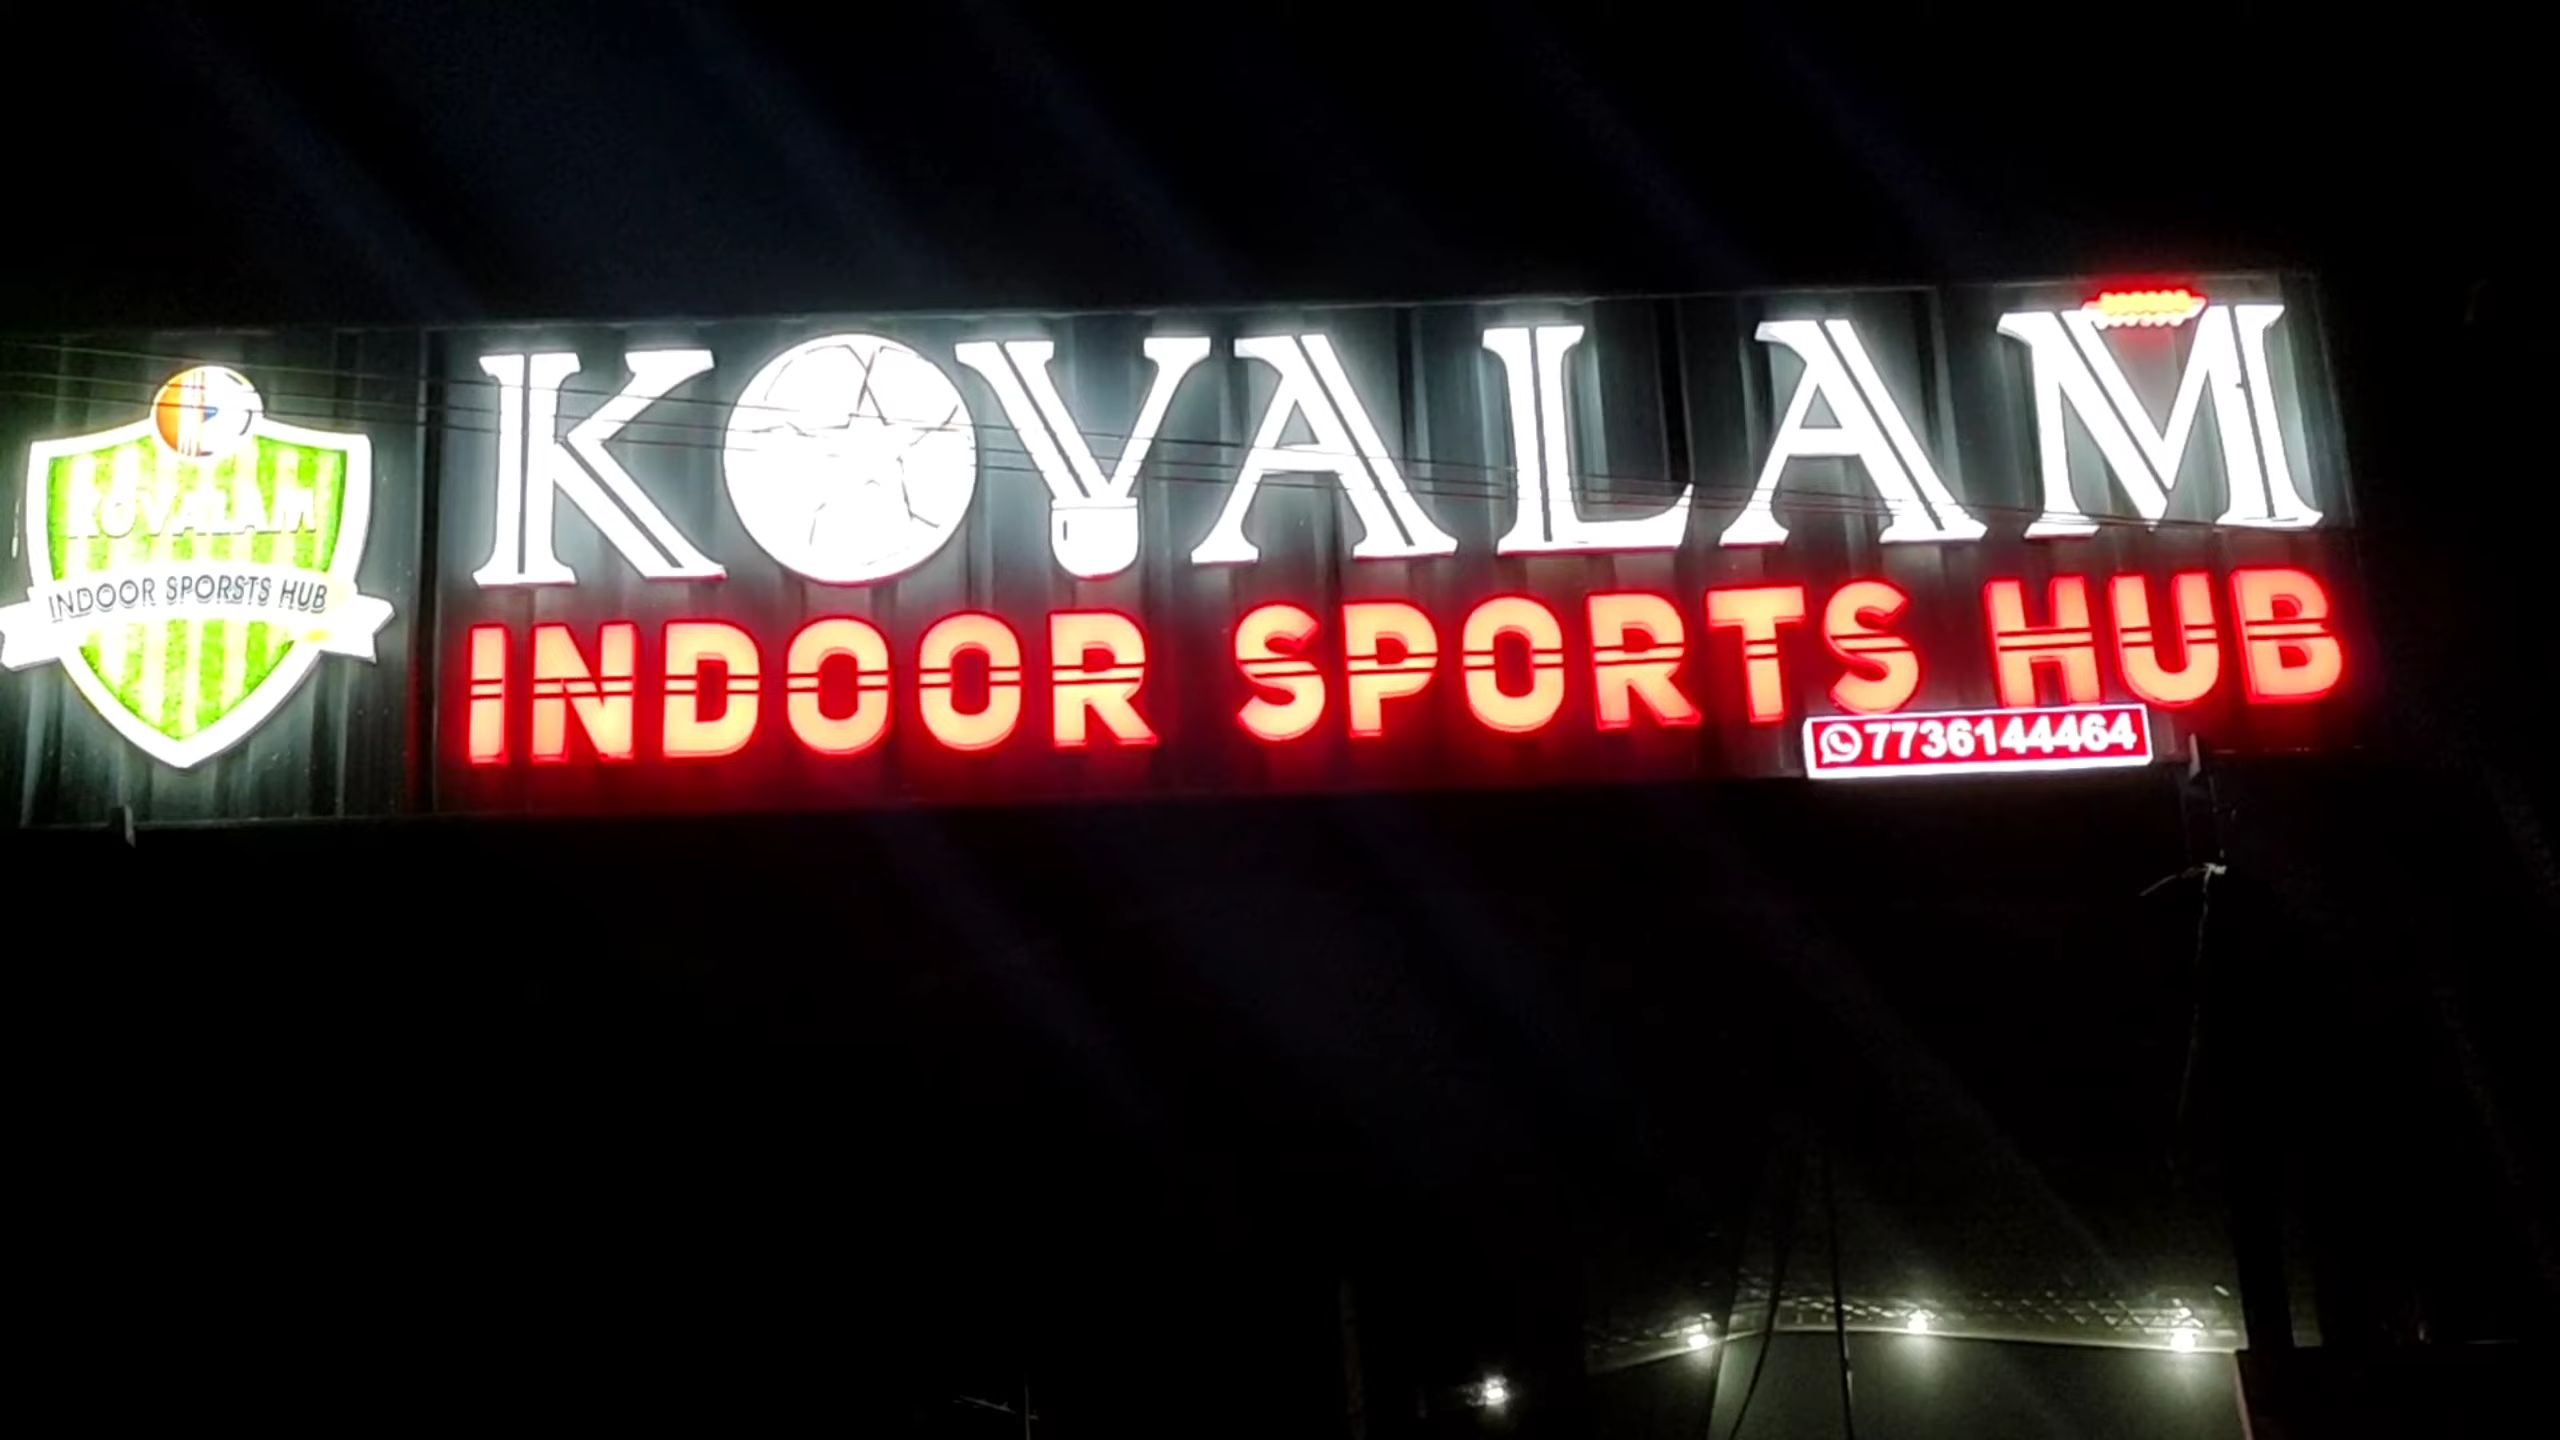 KOVALAM
INDOOR SPORSTS HUB
KOVALAM
INDOOR SPORTS HUB
7736144464